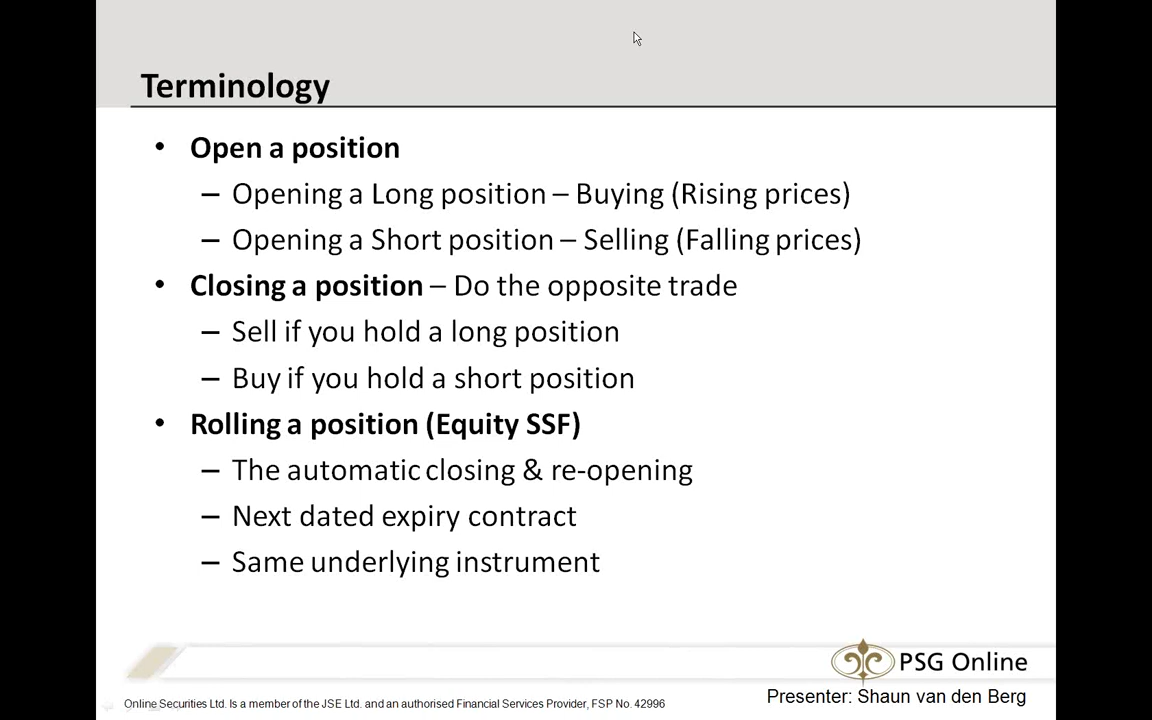 Terminology
• Open a position
– Opening a Long position – Buying (Rising prices)
– Opening a Short position – Selling (Falling prices)
• Closing a position – Do the opposite trade
– Sell if you hold a long position
– Buy if you hold a short position
• Rolling a position (Equity SSF)
– The automatic closing & re-opening
– Next dated expiry contract
– Same underlying instrument
PSG Online
Presenter: Shaun van den Berg
Online Securities Ltd. Is a member of the JSE Ltd. and an authorised Financial Services Provider, FSP No. 42996